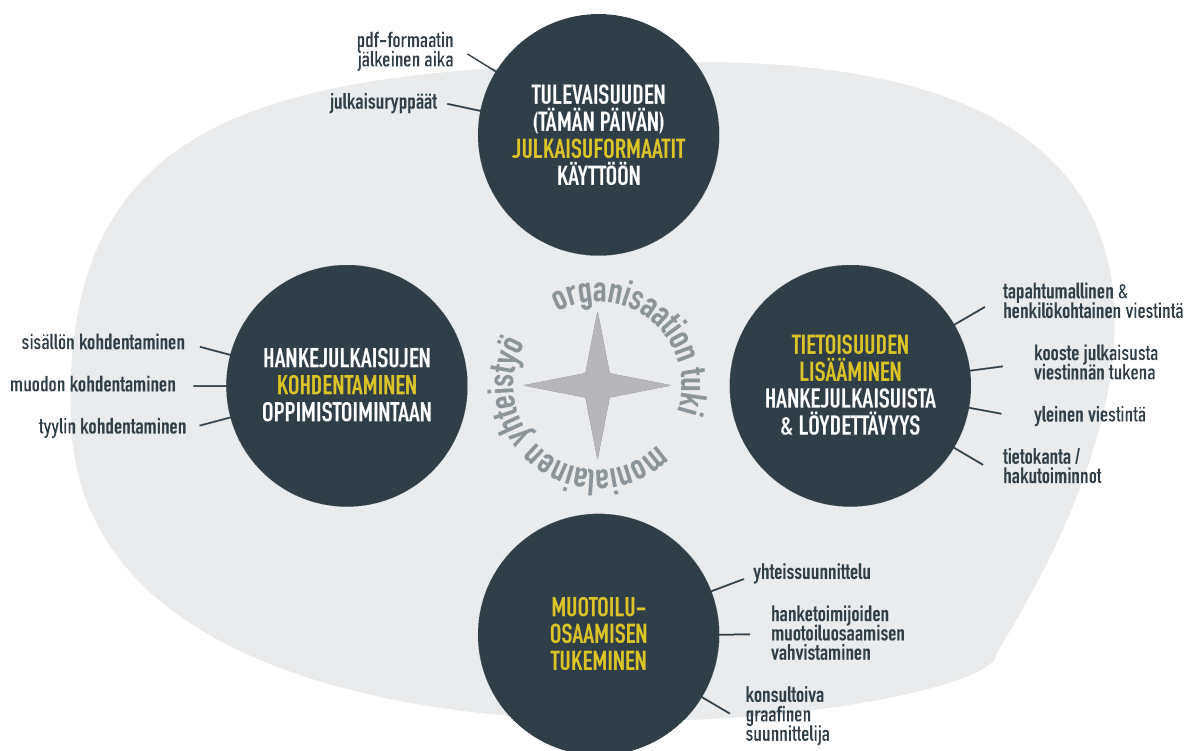 pdf-formaatin
jälkeinen aika
julkaisuryppäät
TULEVAISUUDEN
(TÄMÄN PÄIVÄN)
JULKAISUFORMAATIT
KÄYTTÖÖN
sisällön kohdentaminen
muodon kohdentaminen
tyylin kohdentaminen
HANKEJULKAISUJEN
KOHDENTAMINEN
OPPIMISTOIMINTAAN
organisaation tuki
monialainen yhteistyö
TIETOISUUDEN
LISÄÄMINEN
HANKEJULKAISUISTA
& LÖYDETTÄVYYS
tapahtumallinen &
henkilökohtainen viestintä
kooste julkaisusta
viestinnän tukena
yleinen viestintä
tietokanta /
hakutoiminnot
MUOTOILU-
OSAAMISEN
TUKEMINEN
yhteissuunnittelu
hanketoimijoiden
muotoiluosaamisen
vahvistaminen
konsultoiva
graafinen
suunnittelija